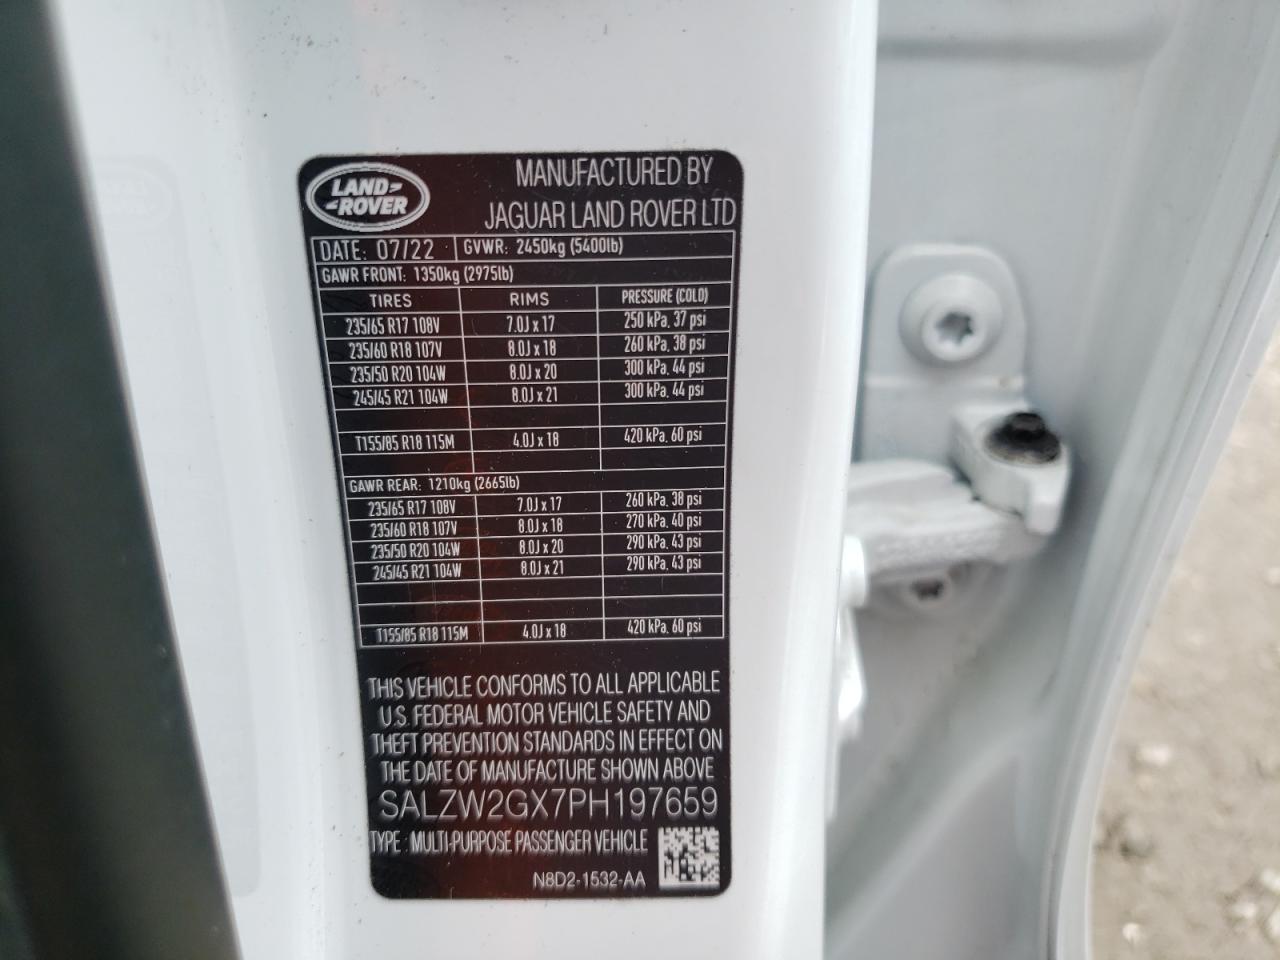 LAND-
-ROVER
MANUFACTURED BY
JAGUAR LAND ROVER LTD
DATE: 07/22 GVWR: 2450kg (5400lb)
GAWR FRONT: 1350kg (2975lb)
TIRES RIMS PRESSURE (COLD)
235/65 R17 108V 7.0J x 17 250 kPa, 37 psi
235/60 R18 107V 8.0J x 18 260 kPa, 38 psi
235/50 R20 104W 8.0J x 20 300 kPa, 44 psi
245/45 R21 104W 8.0J x 21 300 kPa, 44 psi
T155/85 R18 115M 4.0J x 18 420 kPa, 60 psi
GAWR REAR: 1210kg (2665lb)
235/65 R17 108V 7.0J x 17 260 kPa, 38 psi
235/60 R18 107V 8.0J x 18 270 kPa, 40 psi
235/50 R20 104W 8.0J x 20 290 kPa, 43 psi
245/45 R21 104W 8.0J x 21 290 kPa, 43 psi
T155/85 R18 115M 4.0J x 18 420 kPa, 60 psi
THIS VEHICLE CONFORMS TO ALL APPLICABLE
U.S. FEDERAL MOTOR VEHICLE SAFETY AND
THEFT PREVENTION STANDARDS IN EFFECT ON
THE DATE OF MANUFACTURE SHOWN ABOVE
SALZW2GX7PH197659
TYPE : MULTI-PURPOSE PASSENGER VEHICLE
N8D2-1532-AA